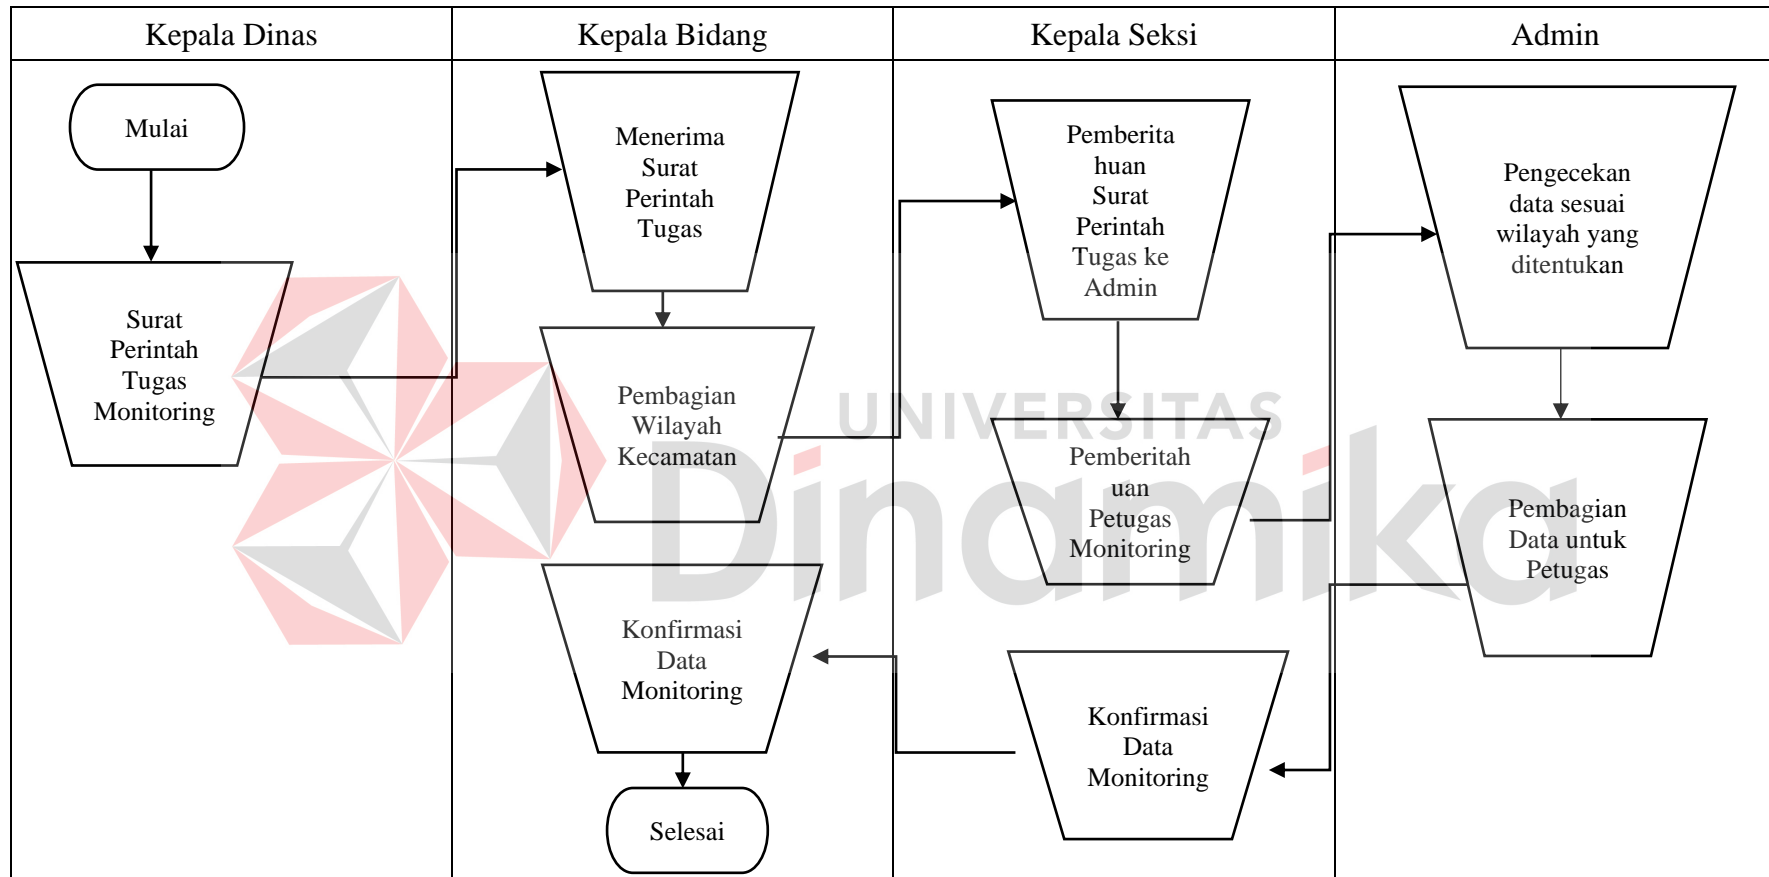 Kepala Dinas
Kepala Bidang
Kepala Seksi
Admin
Mulai
Surat
Perintah
Tugas
Monitoring
Menerima
Surat
Perintah
Tugas
Pembagian
Wilayah
Kecamatan
Konfirmasi
Data
Monitoring
Selesai
Pemberita
huan
Surat
Perintah
Tugas ke
Admin
Pemberitah
uan
Petugas
Monitoring
Konfirmasi
Data
Monitoring
Pengecekan
data sesuai
wilayah yang
ditentukan
Pembagian
Data untuk
Petugas
UNIVERSITAS
Dinamika